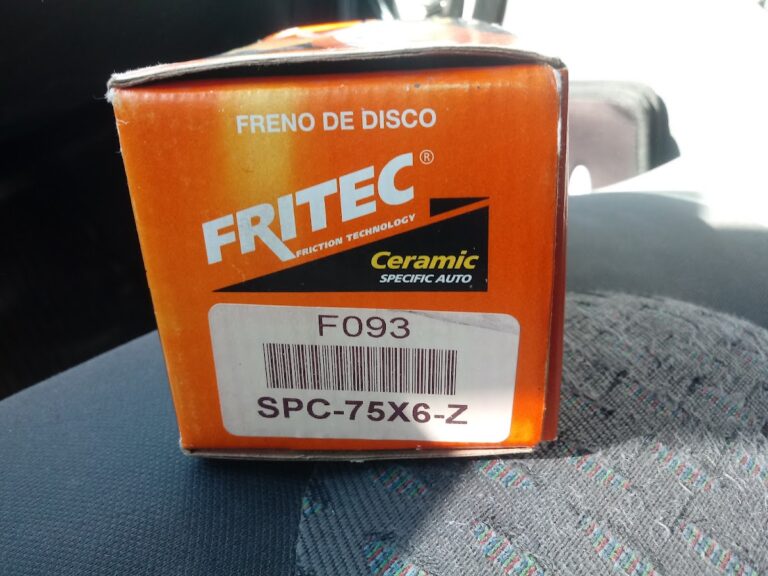 FRENO DE DISCO
FRITEC®
FRICTION TECHNOLOGY
Ceramic
SPECIFIC AUTO
F093
SPC-75X6-Z